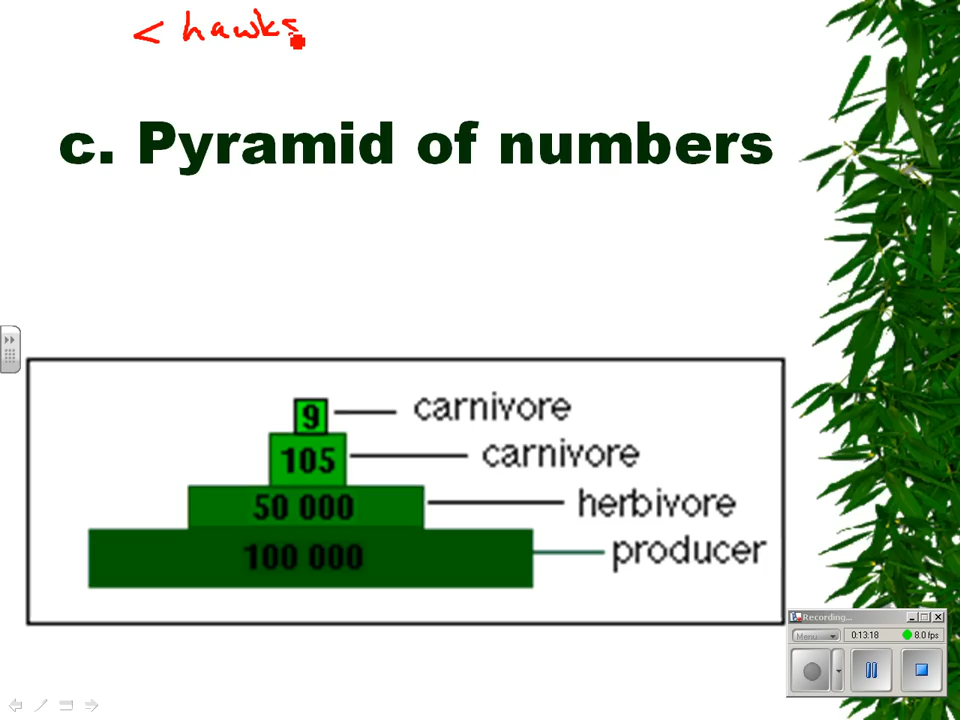 < hawks
c. Pyramid of numbers
9 carnivore
105 carnivore
50 000 herbivore
100 000 producer
Recording...
Menu 0:13:18 8.0 fps